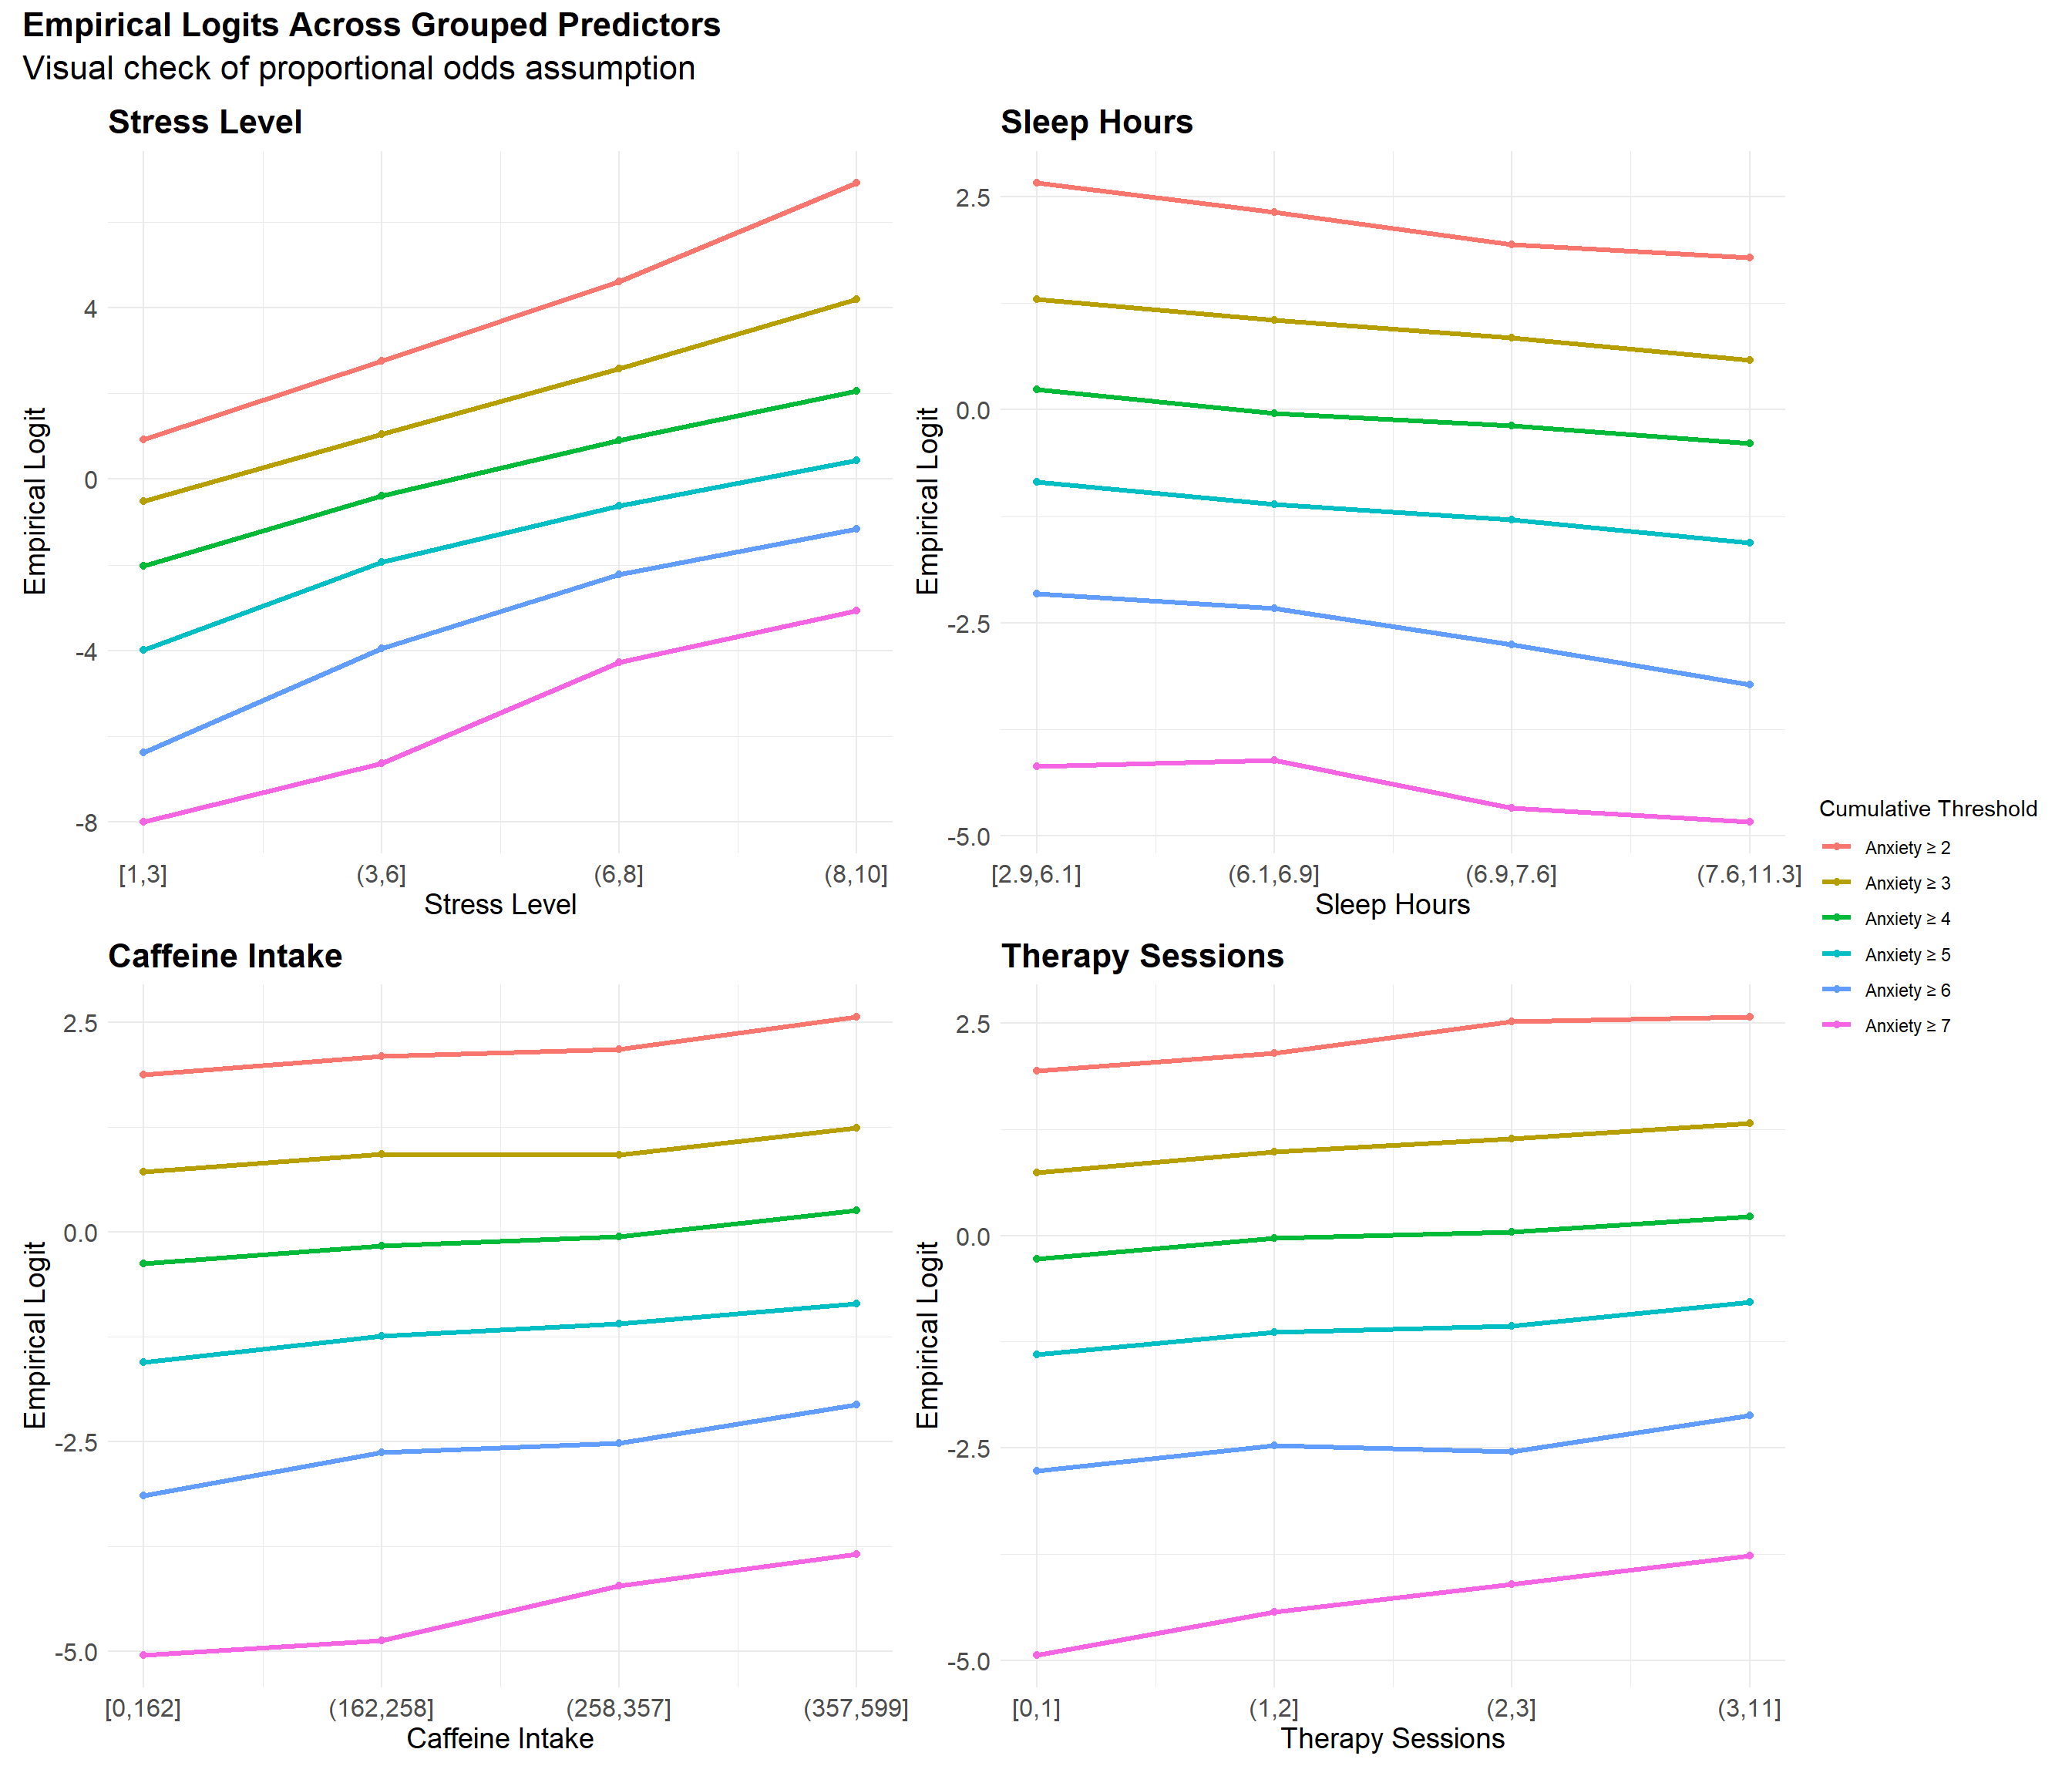 Empirical Logits Across Grouped Predictors
Visual check of proportional odds assumption
Stress Level
Empirical Logit
4
0
-4
-8
[1,3] (3,6] (6,8] (8,10]
Stress Level
Sleep Hours
Empirical Logit
2.5
0.0
-2.5
-5.0
[2.9,6.1] (6.1,6.9] (6.9,7.6] (7.6,11.3]
Sleep Hours
Caffeine Intake
Empirical Logit
2.5
0.0
-2.5
-5.0
[0,162] (162,258] (258,357] (357,599]
Caffeine Intake
Therapy Sessions
Empirical Logit
2.5
0.0
-2.5
-5.0
[0,1] (1,2] (2,3] (3,11]
Therapy Sessions
Cumulative Threshold
Anxiety ≥ 2
Anxiety ≥ 3
Anxiety ≥ 4
Anxiety ≥ 5
Anxiety ≥ 6
Anxiety ≥ 7